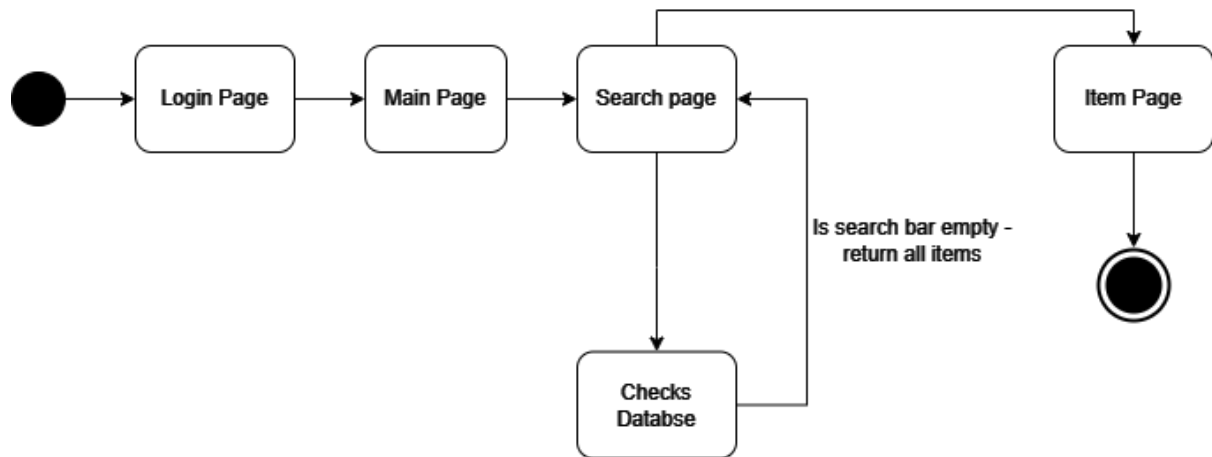 Login Page
Main Page
Search page
Item Page
Is search bar empty -
return all items
Checks
Databse